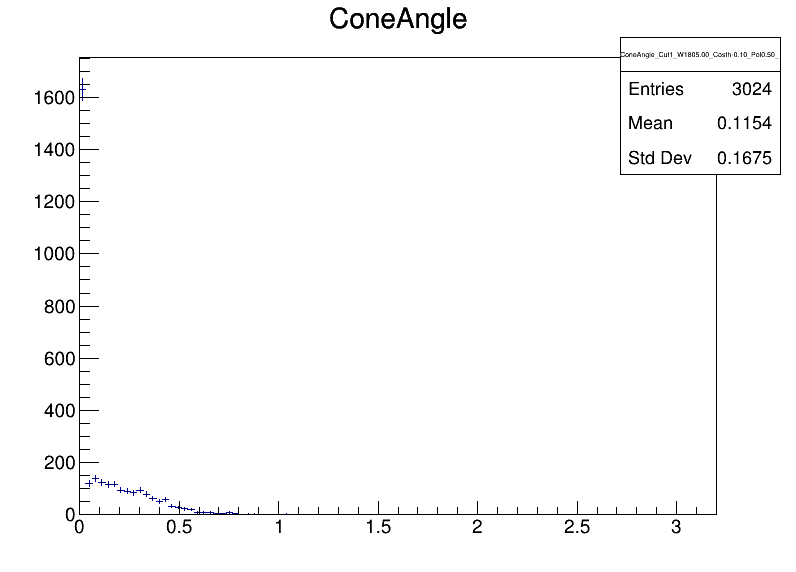 ConeAngle
ConeAngle_Cut1_W1805.00_Costh-0.10_Pol0.50_
Entries 3024
Mean 0.1154
Std Dev 0.1675
1600
1400
1200
1000
800
600
400
200
0
0 0.5 1 1.5 2 2.5 3